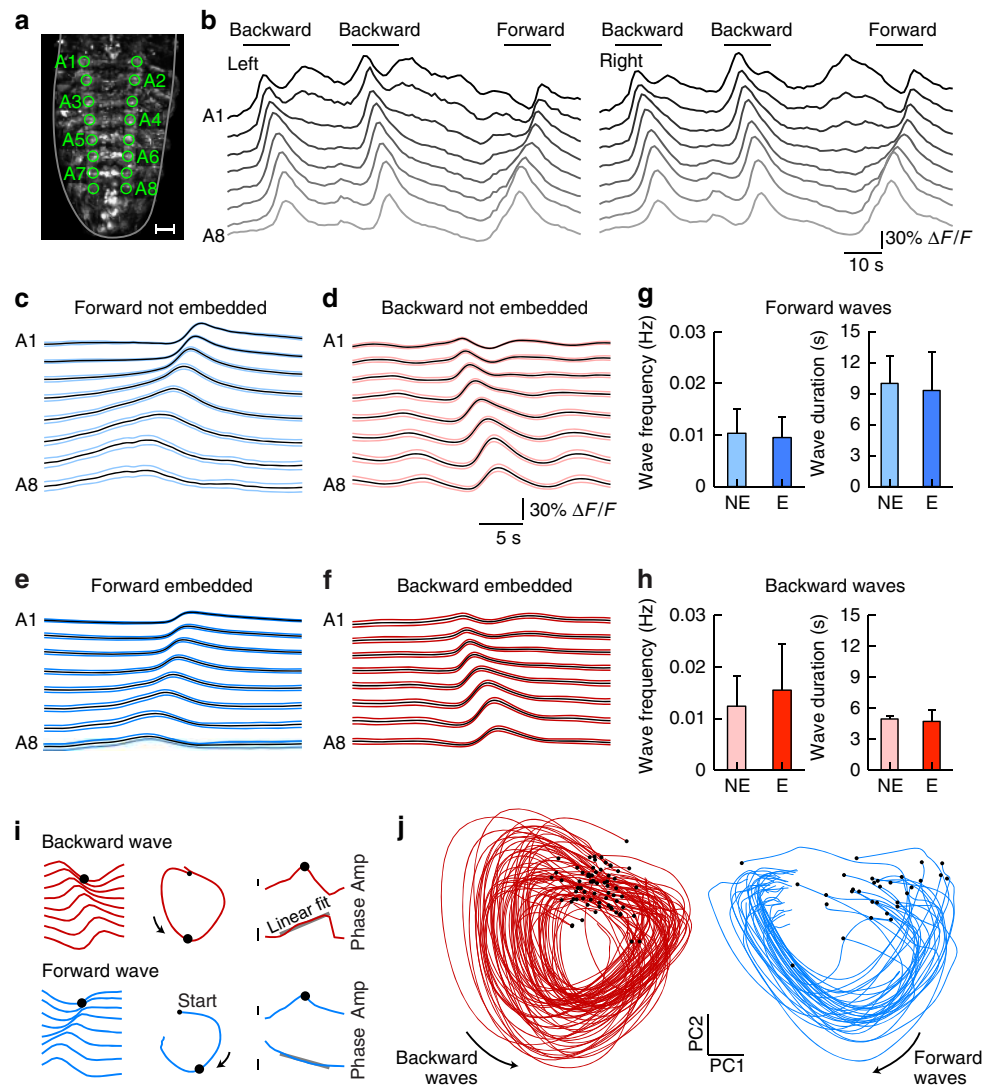 a
A1
A2
A3
A4
A5
A6
A7
A8
b
Backward
Backward
Forward
Left
A1
A8
Backward
Backward
Forward
Right
30% ΔF/F
10 s
c
Forward not embedded
A1
A8
d
Backward not embedded
A1
A8
30% ΔF/F
5 s
g
Forward waves
Wave frequency (Hz)
0.03
0.02
0.01
0
NE
E
Wave duration (s)
15
12
9
6
3
0
NE
E
e
Forward embedded
A1
A8
f
Backward embedded
A1
A8
h
Backward waves
Wave frequency (Hz)
0.03
0.02
0.01
0
NE
E
Wave duration (s)
15
12
9
6
3
0
NE
E
i
Backward wave
Linear fit
Phase Amp
Forward wave
Start
Phase Amp
j
Backward
waves
PC2
PC1
Forward
waves